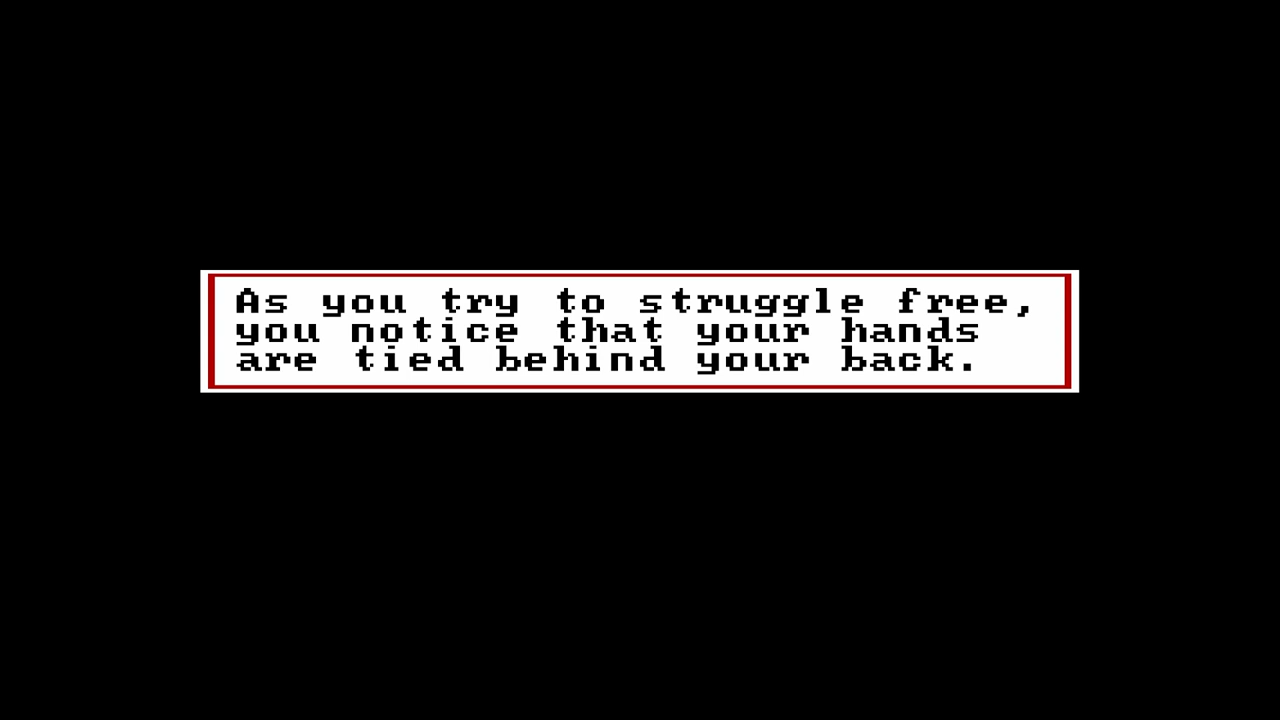 As you try to struggle free,
you notice that your hands
are tied behind your back.